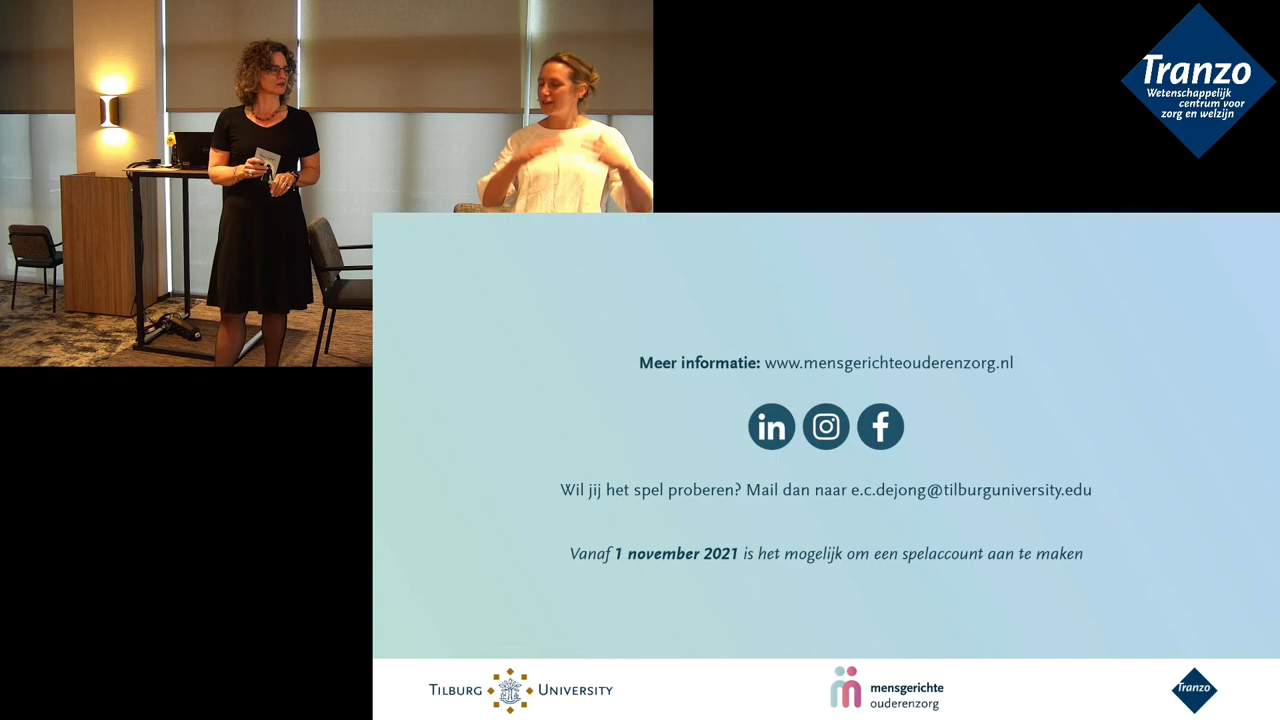 Tranzo
Wetenschappelijk
centrum voor
zorg en welzijn
Meer informatie: www.mensgerichteouderenzorg.nl
in
Wil jij het spel proberen? Mail dan naar e.c.dejong@tilburguniversity.edu
Vanaf 1 november 2021 is het mogelijk om een spelaccount aan te maken
TILBURG UNIVERSITY
mensgerichte
ouderenzorg
Tranzo